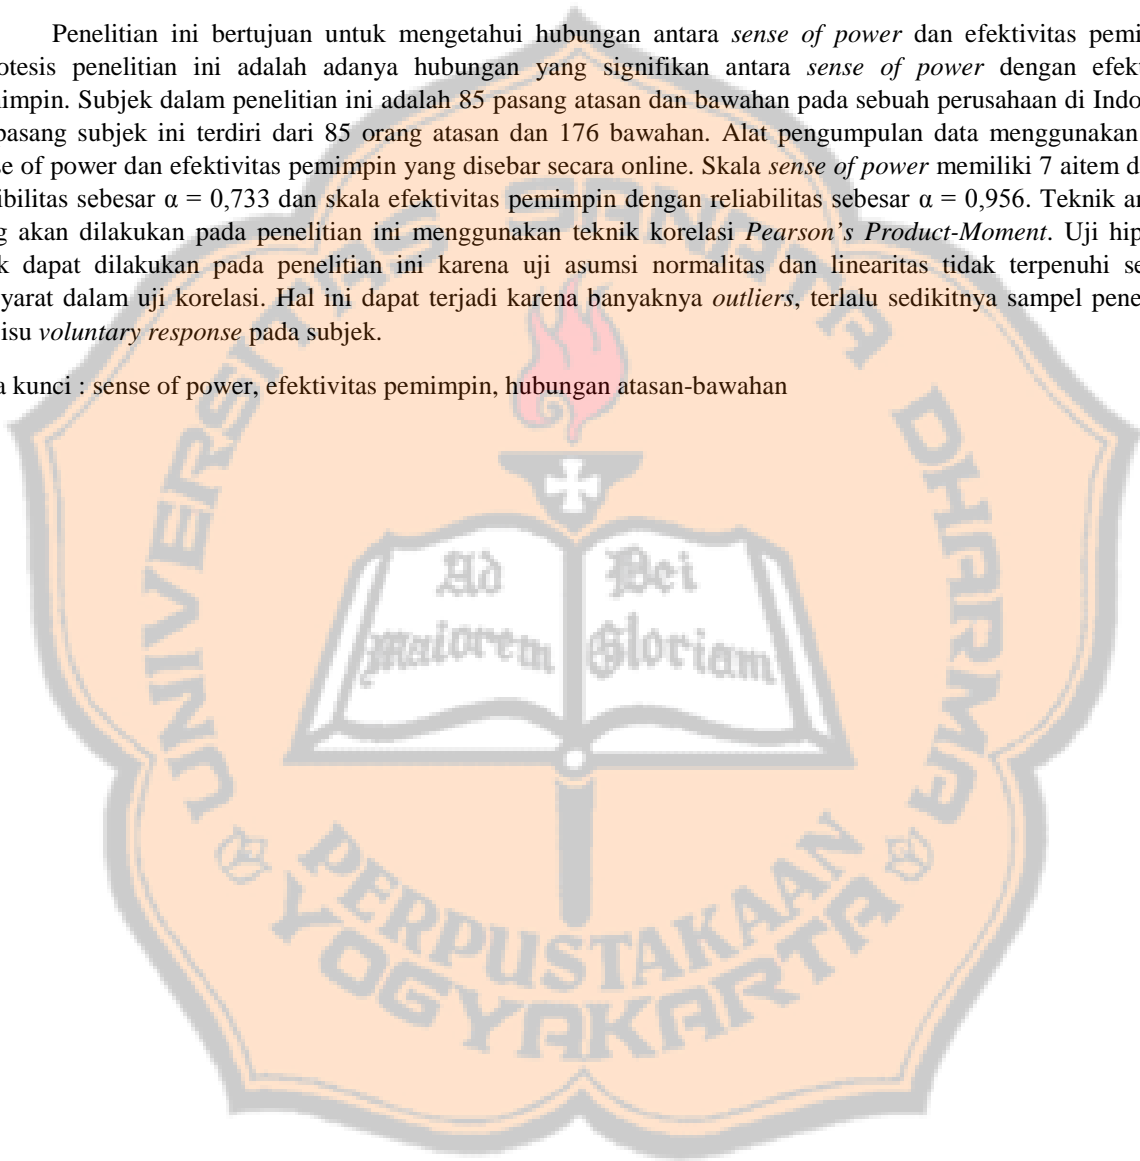 Penelitian ini bertujuan untuk mengetahui hubungan antara sense of power dan efektivitas pemi
otesis penelitian ini adalah adanya hubungan yang signifikan antara sense of power dengan efek
impin. Subjek dalam penelitian ini adalah 85 pasang atasan dan bawahan pada sebuah perusahaan di Indo
pasang subjek ini terdiri dari 85 orang atasan dan 176 bawahan. Alat pengumpulan data menggunakan
se of power dan efektivitas pemimpin yang disebar secara online. Skala sense of power memiliki 7 aitem d
ibilitas sebesar α = 0,733 dan skala efektivitas pemimpin dengan reliabilitas sebesar α = 0,956. Teknik an
g akan dilakukan pada penelitian ini menggunakan teknik korelasi Pearson's Product-Moment. Uji hip
k dapat dilakukan pada penelitian ini karena uji asumsi normalitas dan linearitas tidak terpenuhi se
yarat dalam uji korelasi. Hal ini dapat terjadi karena banyaknya outliers, terlalu sedikitnya sampel pene
isu voluntary response pada subjek.
a kunci : sense of power, efektivitas pemimpin, hubungan atasan-bawahan
UNIVERSITAS SANATA DHARMA
Ad Dei
maiorem Gloriam
PERPUSTAKAAN
YOGYAKARTA